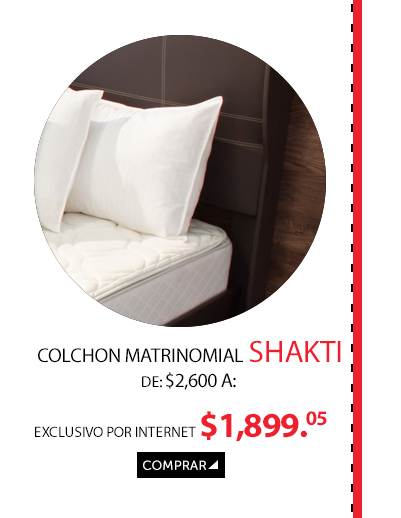 COLCHON MATRINOMIAL SHAKTI
DE: $2,600 A:
EXCLUSIVO POR INTERNET $1,899.05
COMPRAR